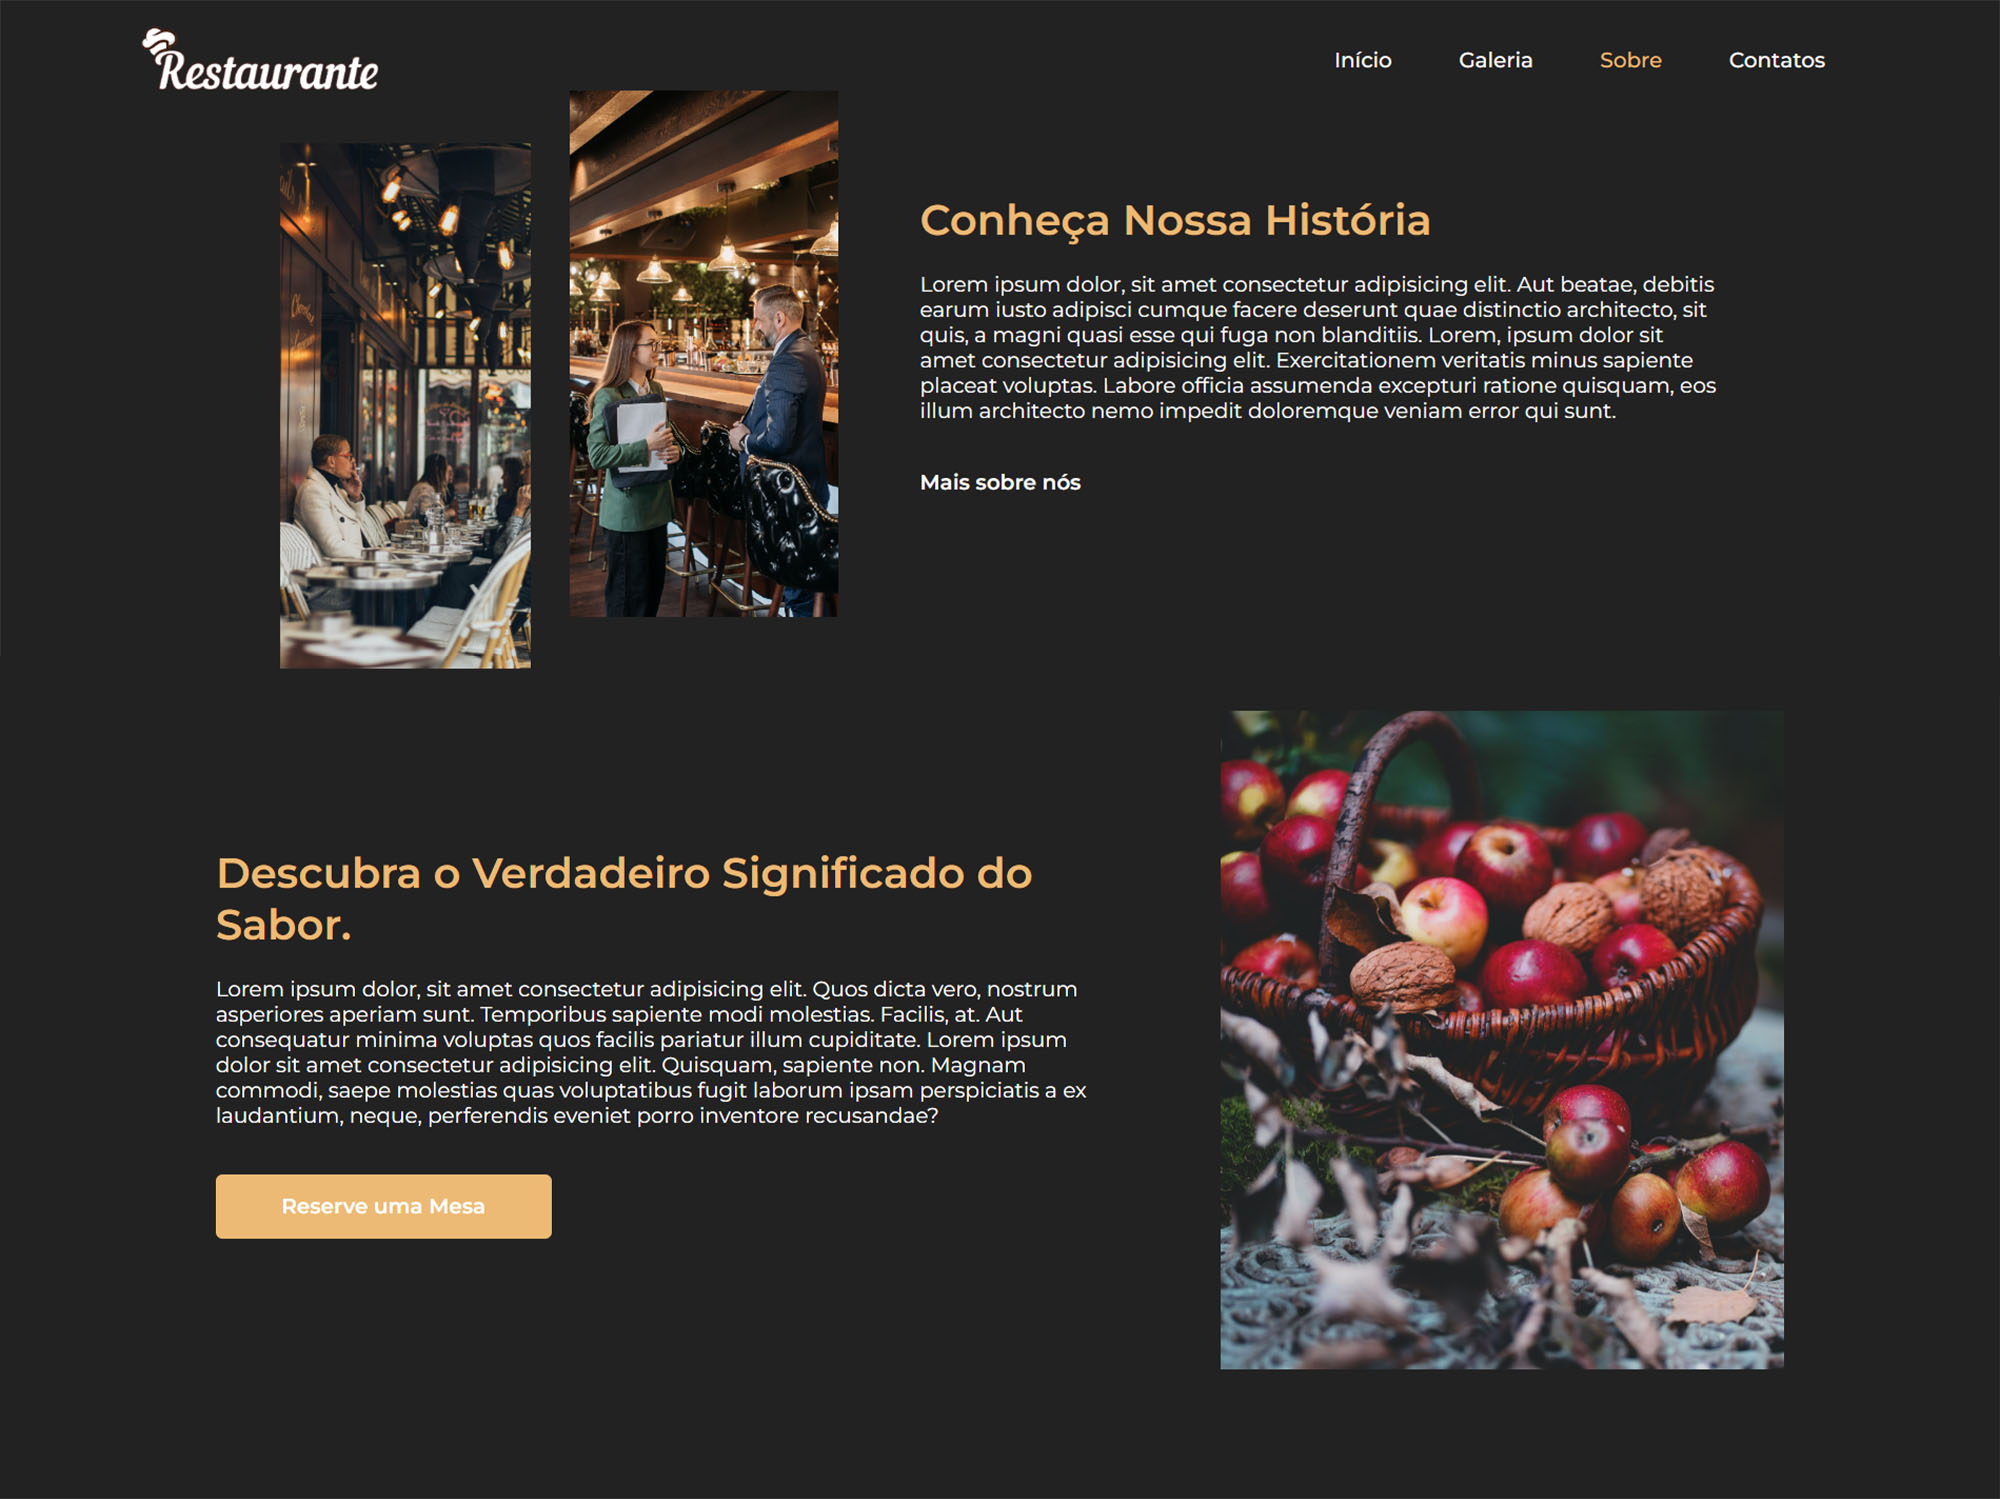 Restaurante
Início
Galeria
Sobre
Contatos
Conheça Nossa História
Lorem ipsum dolor, sit amet consectetur adipisicing elit. Aut beatae, debitis
earum iusto adipisci cumque facere deserunt quae distinctio architecto, sit
quis, a magni quasi esse qui fuga non blanditiis. Lorem, ipsum dolor sit
amet consectetur adipisicing elit. Exercitationem veritatis minus sapiente
placeat voluptas. Labore officia assumenda excepturi ratione quisquam, eos
illum architecto nemo impedit doloremque veniam error qui sunt.
Mais sobre nós
Descubra o Verdadeiro Significado do
Sabor.
Lorem ipsum dolor, sit amet consectetur adipisicing elit. Quos dicta vero, nostrum
asperiores aperiam sunt. Temporibus sapiente modi molestias. Facilis, at. Aut
consequatur minima voluptas quos facilis pariatur illum cupiditate. Lorem ipsum
dolor sit amet consectetur adipisicing elit. Quisquam, sapiente non. Magnam
commodi, saepe molestias quas voluptatibus fugit laborum ipsam perspiciatis a ex
laudantium, neque, perferendis eveniet porro inventore recusandae?
Reserve uma Mesa